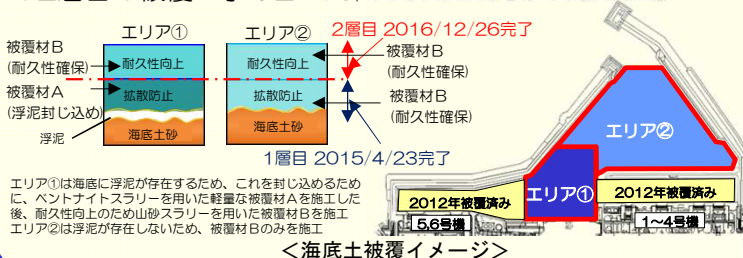 エリア①
エリア②
2層目 2016/12/26完了
被覆材B
(耐久性確保)
被覆材A
(浮泥封じ込め)
浮泥
耐久性向上
拡散防止
海底土砂
耐久性向上
拡散防止
海底土砂
被覆材B
(耐久性確保)
被覆材B
(耐久性確保)
1層目 2015/4/23完了
エリア①は海底に浮泥が存在するため、これを封じ込めるため
に、ベントナイトスラリーを用いた軽量な被覆材Aを施工した
後、耐久性向上のため山砂スラリーを用いた被覆材Bを施工
エリア②は浮泥が存在しないため、被覆材Bのみを施工
エリア②
エリア①
2012年被覆済み
5,6号機
2012年被覆済み
1~4号機
<海底土被覆イメージ>